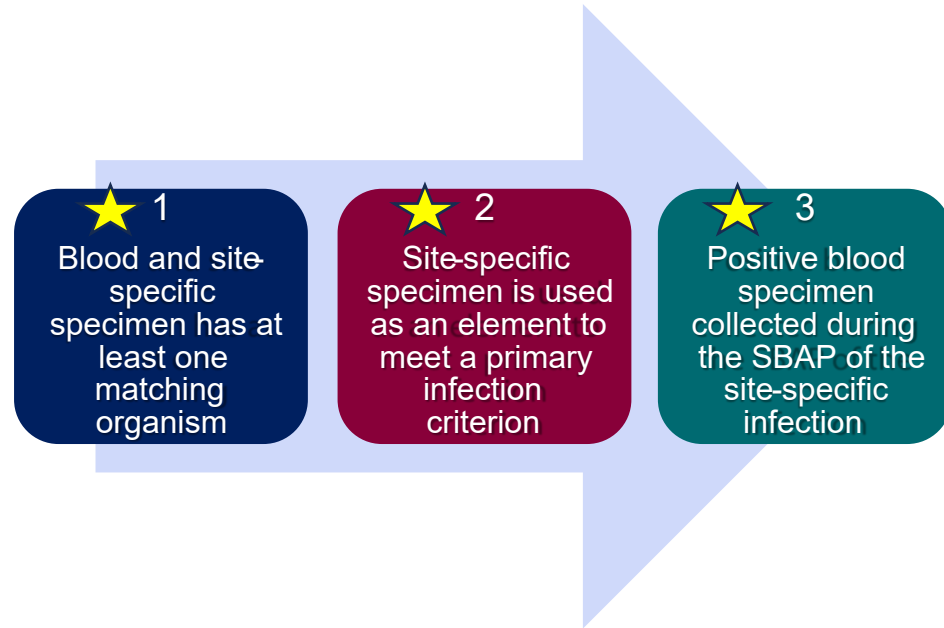 1
Blood and site-
specific
specimen has at
least one
matching
organism
2
Site-specific
specimen is used
as an element to
meet a primary
infection
criterion
3
Positive blood
specimen
collected during
the SBAP of the
site-specific
infection